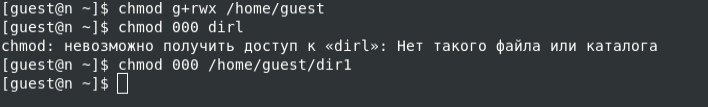 [guest@n ~]$ chmod g+rwx /home/guest
[guest@n ~]$ chmod 000 dirl
chmod: невозможно получить доступ к «dirl»: Нет такого файла или каталога
[guest@n ~]$ chmod 000 /home/guest/dir1
[guest@n ~]$